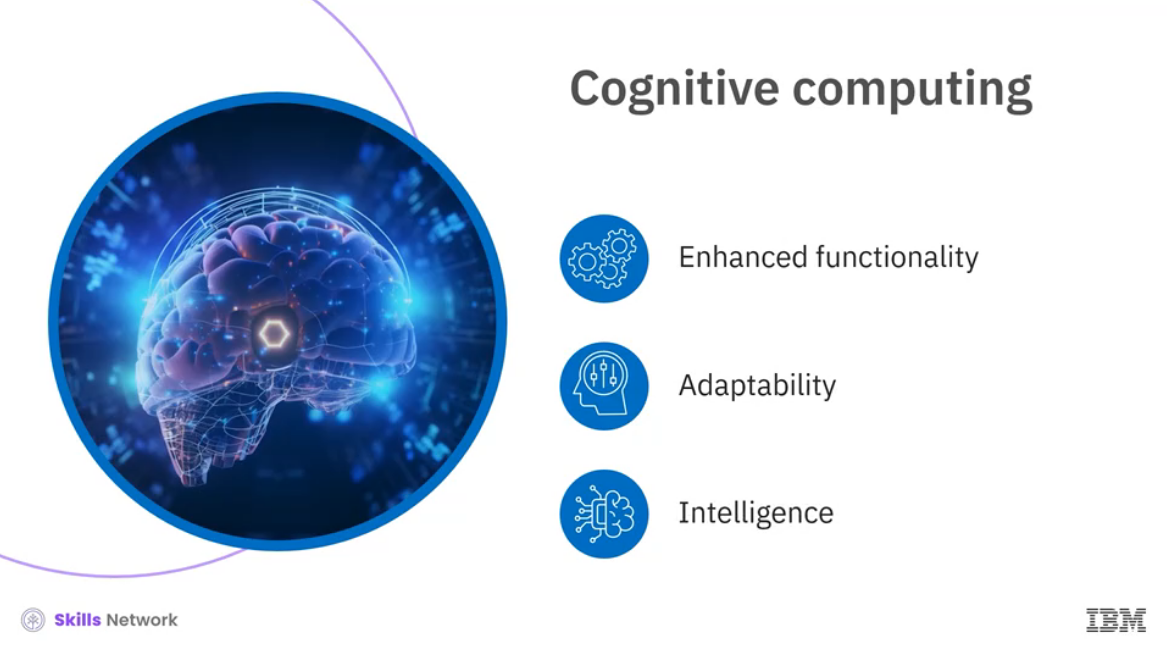 Cognitive computing
Enhanced functionality
Adaptability
Intelligence
Skills Network
IBM